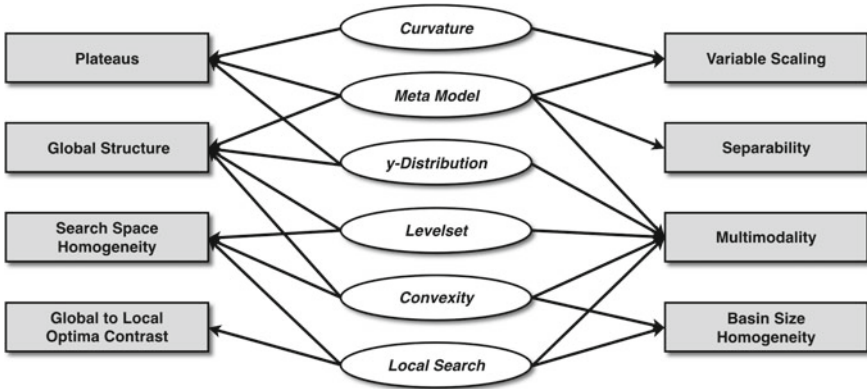 Curvature
Plateaus
Variable Scaling
Meta Model
Global Structure
y-Distribution
Separability
Search Space
Homogeneity
Levelset
Multimodality
Convexity
Global to Local
Optima Contrast
Basin Size
Homogeneity
Local Search